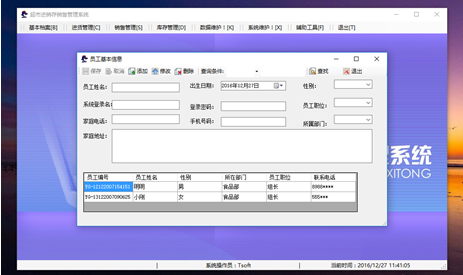 超市进销存销售管理系统
基本档案[B] 进货管理[C] 销售管理[S] 库存管理[D] 数据维护！[X] 系统维护！[X] 辅助工具[F] 退出[T]
员工基本信息
保存 取消 添加 修改 删除 查询条件: 查找 退出
员工姓名: 出生日期: 2016年12月27日 性别:
系统登录名: 登录密码: 员工职位:
家庭电话: 手机号码: 所属部门:
家庭地址:
系统
XITONG
员工编号 员工姓名 性别 所在部门 员工职位 联系电话
YG-12122007154151 明明 男 食品部 组长 8988****
YG-13122007090625 小刚 女 食品部 组长 555***
系统操作员：Tsoft 当前时间：2016/12/27 11:41:05